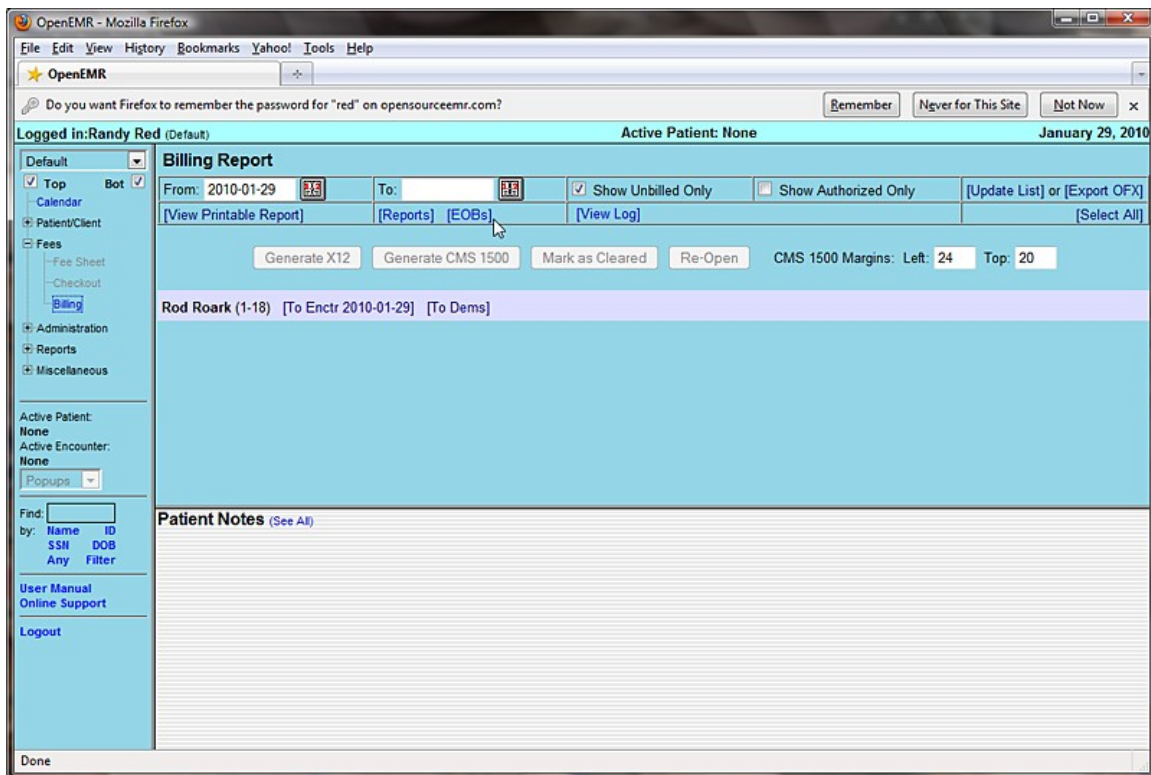 OpenEMR - Mozilla Firefox
File Edit View History Bookmarks Yahoo! Tools Help
OpenEMR
Do you want Firefox to remember the password for "red" on opensourceemr.com? Remember Never for This Site Not Now x
Logged in:Randy Red (Default) Active Patient: None January 29, 2010
Default
Top Bot
Calendar
Patient/Client
Fees
Fee Sheet
Checkout
Billing
Administration
Reports
Miscellaneous
Active Patient:
None
Active Encounter:
None
Popups
Find:
by: Name ID
SSN DOB
Any Filter
User Manual
Online Support
Logout
Billing Report
From: 2010-01-29 To: Show Unbilled Only Show Authorized Only [Update List] or [Export OFX]
[View Printable Report] [Reports] [EOBs] [View Log] [Select All]
Generate X12 Generate CMS 1500 Mark as Cleared Re-Open CMS 1500 Margins: Left: 24 Top: 20
Rod Roark (1-18) [To Enctr 2010-01-29] [To Dems]
Patient Notes (See All)
Done